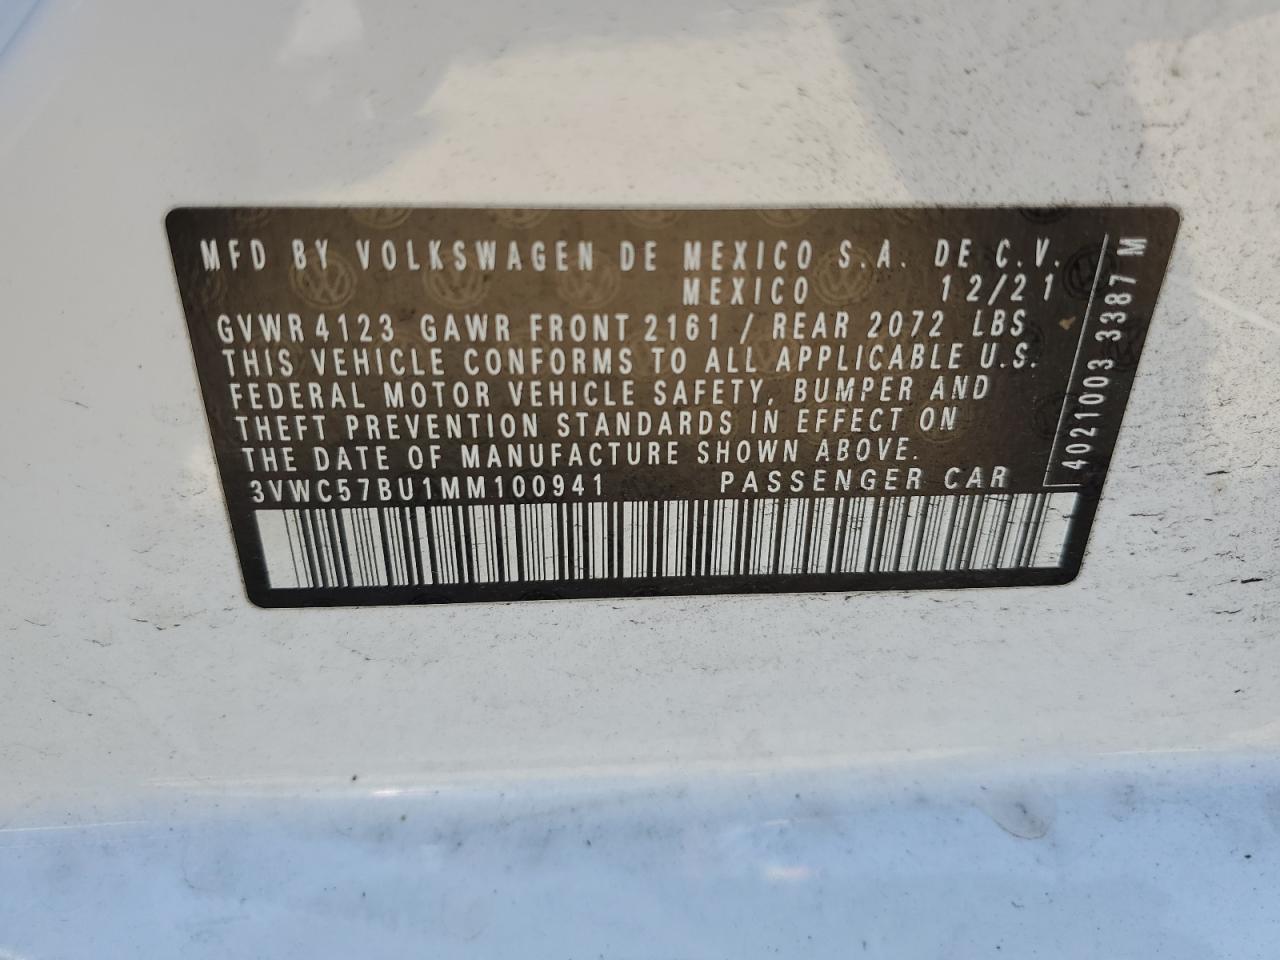 MFD BY VOLKSWAGEN DE MEXICO S.A. DE C.V.
MEXICO 12/21
GVWR 4123 GAWR FRONT 2161 / REAR 2072 LBS
THIS VEHICLE CONFORMS TO ALL APPLICABLE U.S.
FEDERAL MOTOR VEHICLE SAFETY, BUMPER AND
THEFT PREVENTION STANDARDS IN EFFECT ON
THE DATE OF MANUFACTURE SHOWN ABOVE.
3VWC57BU1MM100941 PASSENGER CAR
4021003 3387 M